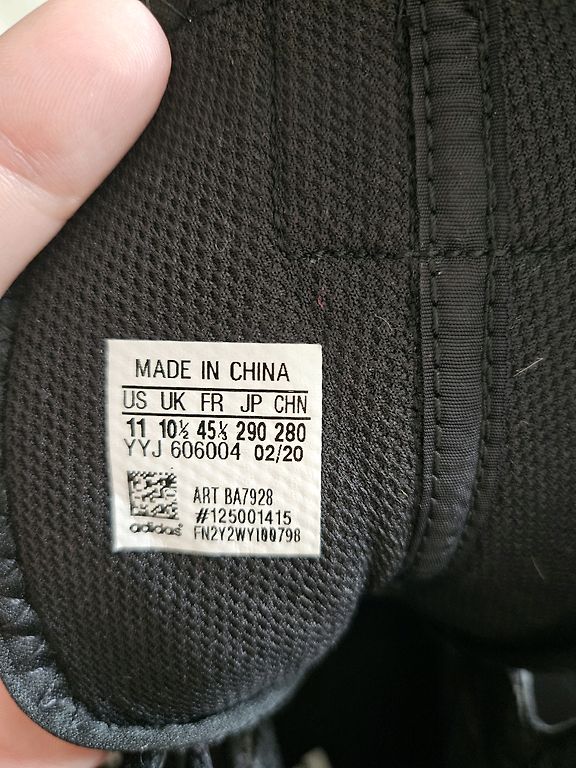 MADE IN CHINA
US UK FR JP CHN
11 10½ 45⅓ 290 280
YYJ 606004 02/20
ART BA7928
#125001415
adidas FN2Y2WY100798